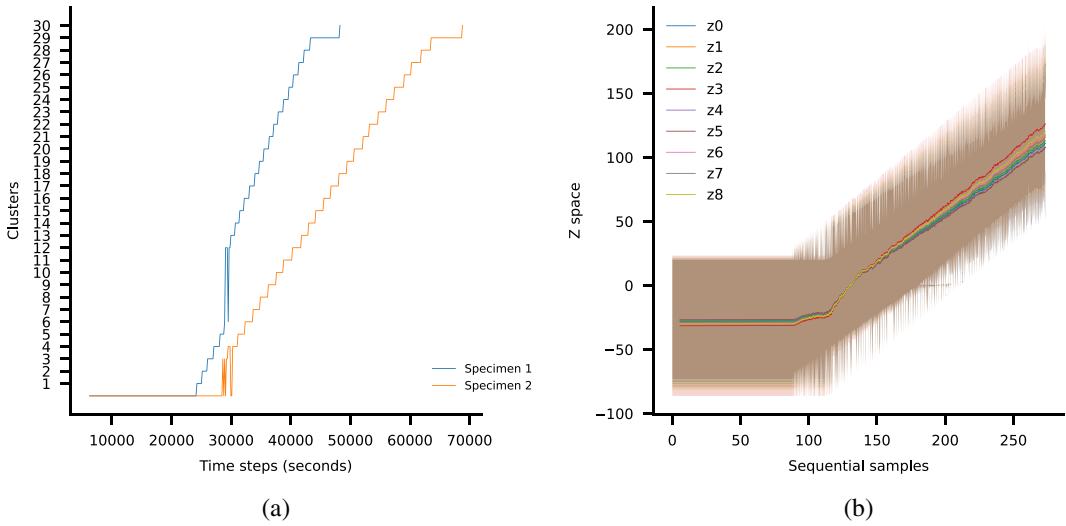 30
29
28
27
26
25
24
23
22
21
20
19
18
17
16
15
14
13
12
11
10
9
8
7
6
5
4
3
2
1
Clusters
Specimen 1
Specimen 2
10000 20000 30000 40000 50000 60000 70000
Time steps (seconds)
(a)
200
150
100
50
0
−50
−100
Z space
z0
z1
z2
z3
z4
z5
z6
z7
z8
0 50 100 150 200 250
Sequential samples
(b)